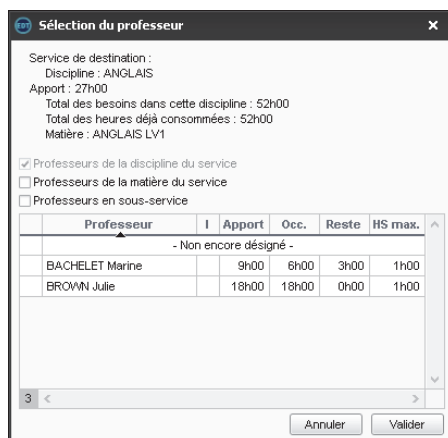 EDT Sélection du professeur
Service de destination :
Discipline : ANGLAIS
Apport : 27h00
Total des besoins dans cette discipline : 52h00
Total des heures déjà consommées : 52h00
Matière : ANGLAIS LV1
Professeurs de la discipline du service
Professeurs de la matière du service
Professeurs en sous-service
Professeur I Apport Occ. Reste HS max.
- Non encore désigné -
BACHELET Marine 9h00 6h00 3h00 1h00
BROWN Julie 18h00 18h00 0h00 1h00
3
Annuler Valider